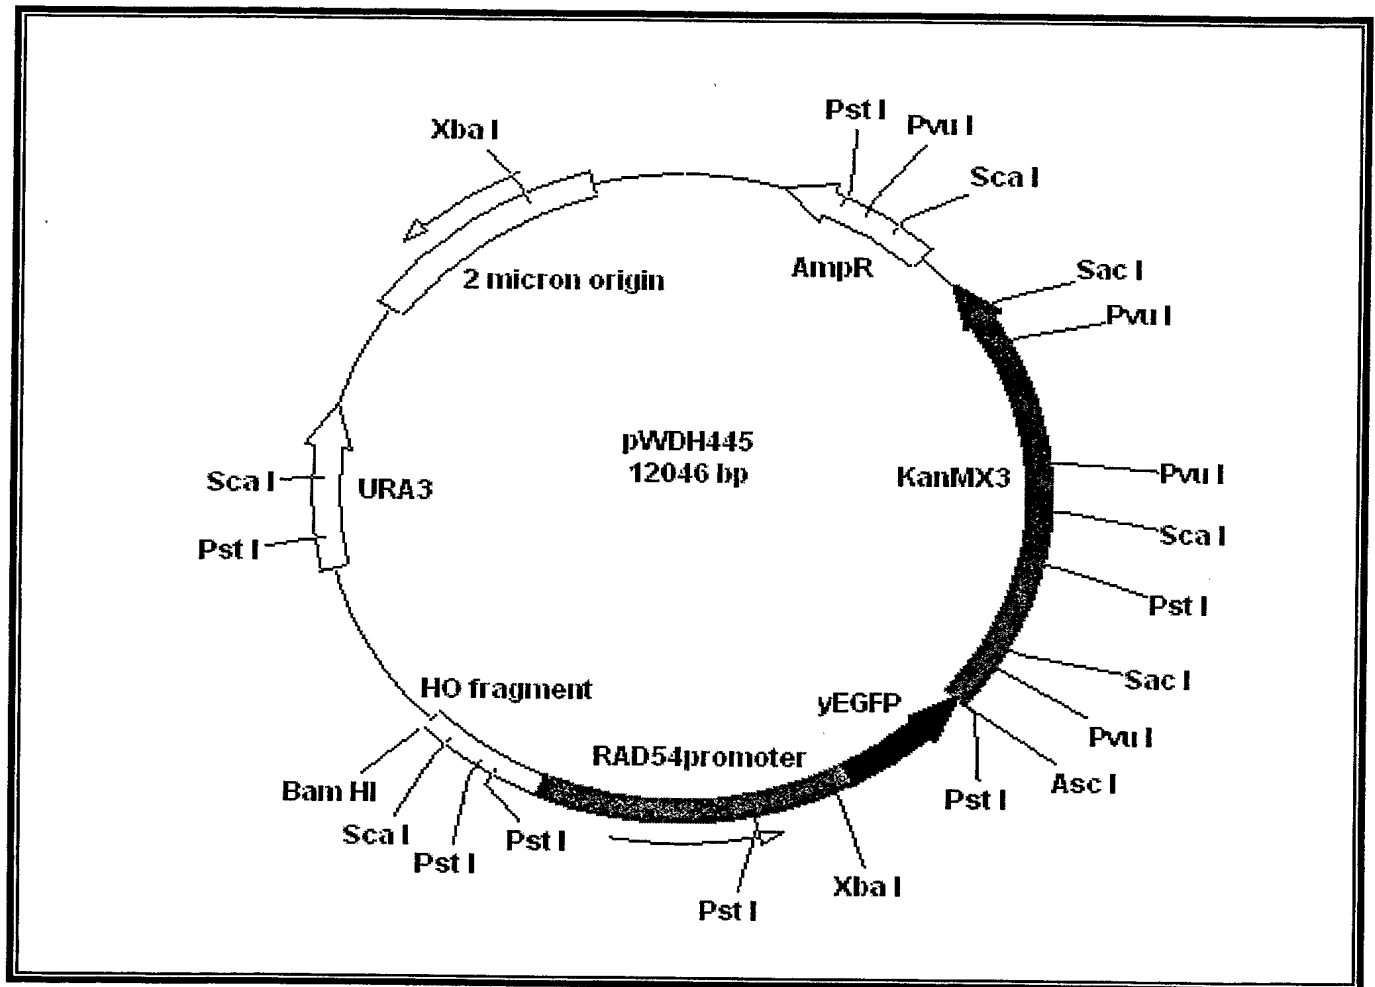 Xba I
Pst I
Pvu I
Sca I
2 micron origin
AmpR
Sac I
Pvu I
pWDH445
12046 bp
KanMX3
Pvu I
Sca I
URA3
Sca I
Pst I
Pst I
HO fragment
RAD54promoter
yEGFP
Sac I
Pvu I
Asc I
Pst I
Bam HI
Sca I
Pst I
Pst I
Pst I
Xba I